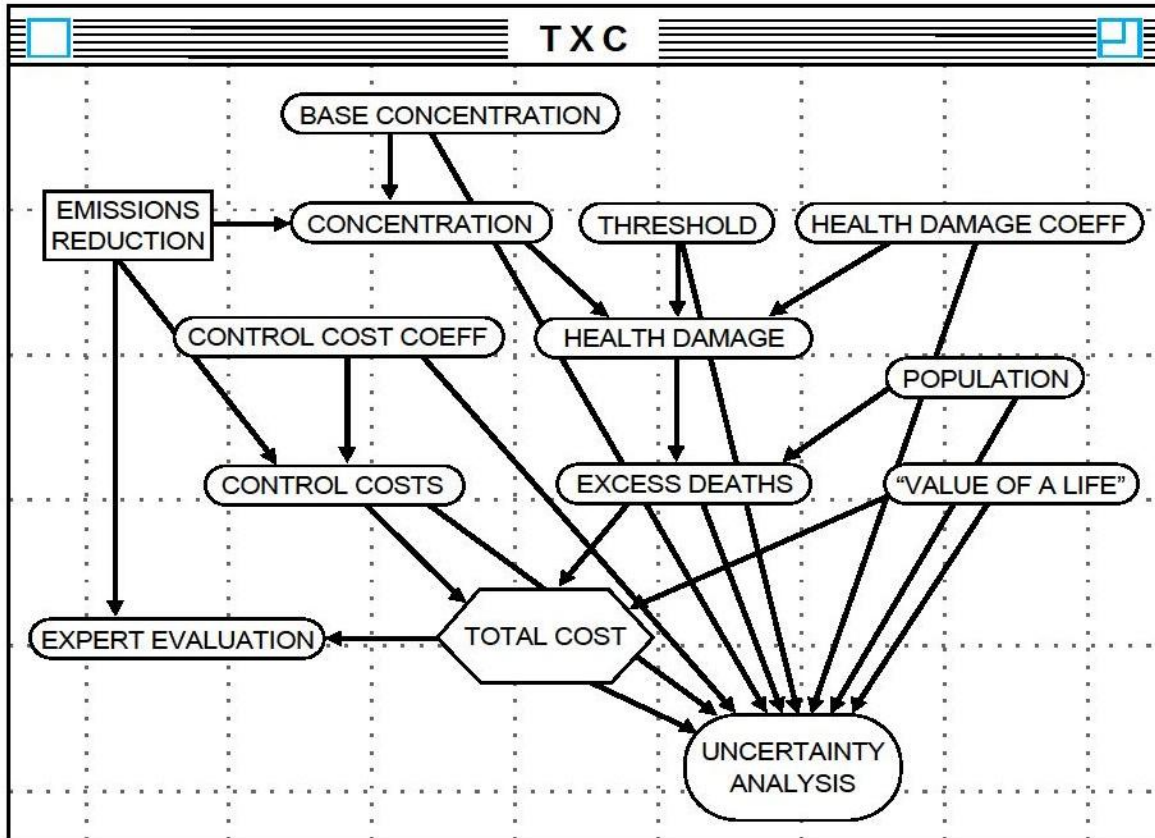 TXC
BASE CONCENTRATION
EMISSIONS
REDUCTION
CONCENTRATION
THRESHOLD
HEALTH DAMAGE COEFF
CONTROL COST COEFF
HEALTH DAMAGE
POPULATION
CONTROL COSTS
EXCESS DEATHS
“VALUE OF A LIFE”
EXPERT EVALUATION
TOTAL COST
UNCERTAINTY
ANALYSIS